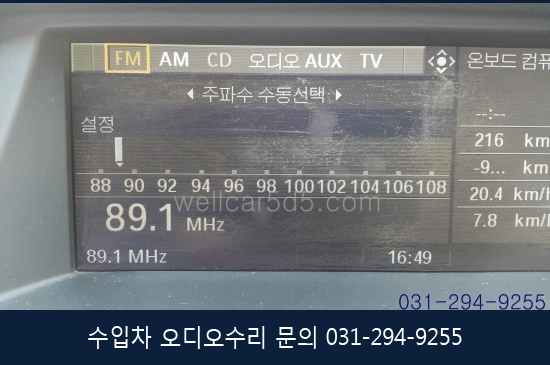 FM AM CD 오디오 AUX TV 온보드 컴퓨
주파수 수동선택
설정
--:--
216 km
-9... km
20.4 km/h
7.8 km/h
88 90 92 94 96 98 100 102 104 106 108
89.1 MHz
wellcar5d5.com
89.1 MHz 16:49
031-294-9255
수입차 오디오수리 문의 031-294-9255